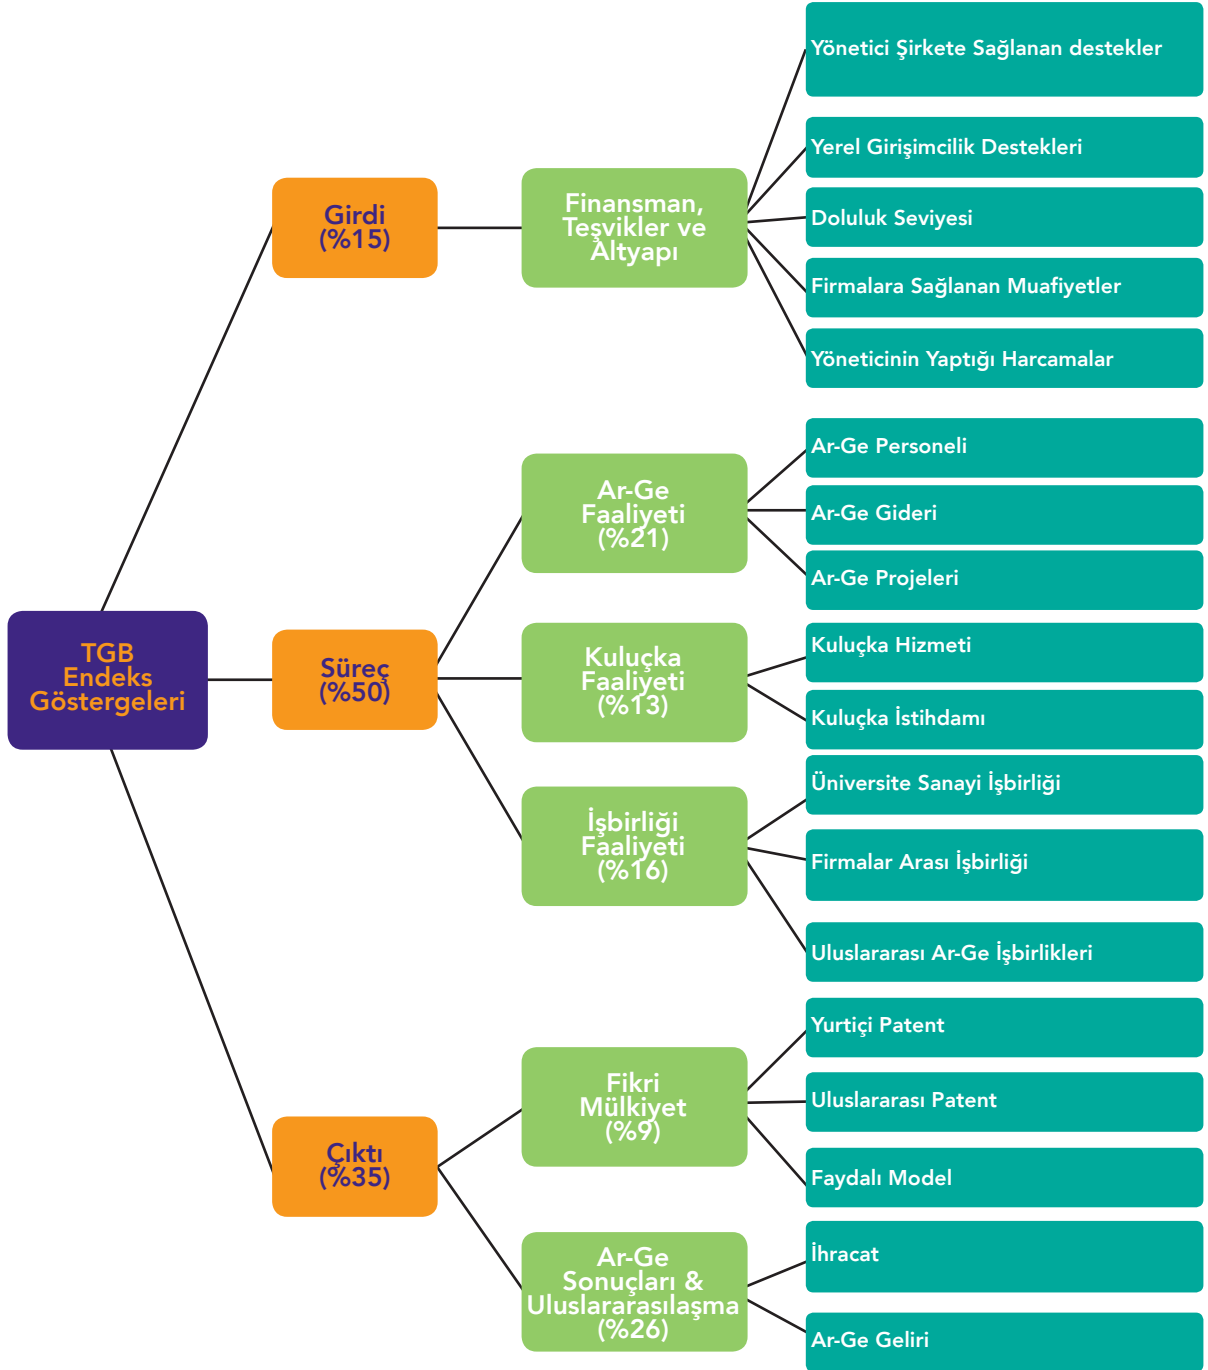 TGB
Endeks
Göstergeleri
Girdi
(%15)
Finansman,
Teşvikler ve
Altyapı
Yönetici Şirkete Sağlanan destekler
Yerel Girişimcilik Destekleri
Doluluk Seviyesi
Firmalara Sağlanan Muafiyetler
Yöneticinin Yaptığı Harcamalar
Süreç
(%50)
Ar-Ge
Faaliyeti
(%21)
Ar-Ge Personeli
Ar-Ge Gideri
Ar-Ge Projeleri
Kuluçka
Faaliyeti
(%13)
Kuluçka Hizmeti
Kuluçka İstihdamı
İşbirliği
Faaliyeti
(%16)
Üniversite Sanayi İşbirliği
Firmalar Arası İşbirliği
Uluslararası Ar-Ge İşbirlikleri
Çıktı
(%35)
Fikri
Mülkiyet
(%9)
Yurtiçi Patent
Uluslararası Patent
Faydalı Model
Ar-Ge
Sonuçları &
Uluslararasılaşma
(%26)
İhracat
Ar-Ge Geliri